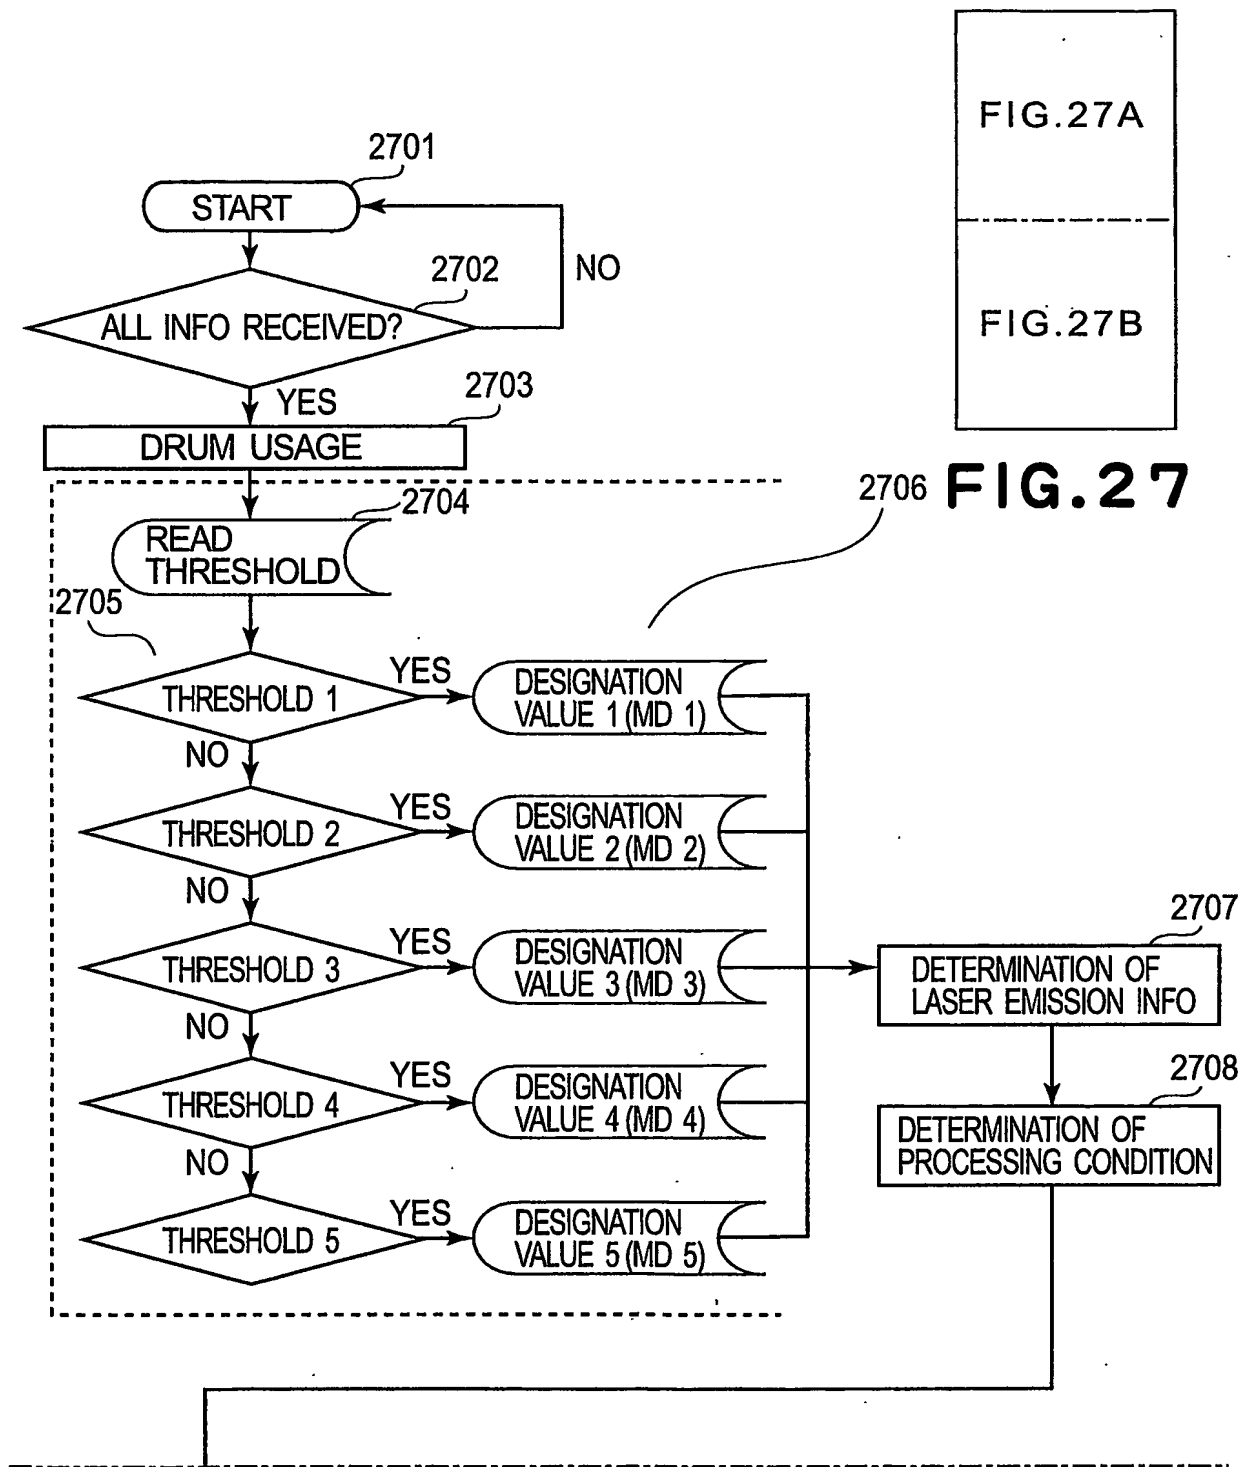 FIG.27A
FIG.27B
FIG.27
2701
START
NO
2702
ALL INFO RECEIVED?
YES
2703
DRUM USAGE
2704
READ
THRESHOLD
2706
2705
THRESHOLD 1
YES
DESIGNATION
VALUE 1 (MD 1)
NO
THRESHOLD 2
YES
DESIGNATION
VALUE 2 (MD 2)
NO
THRESHOLD 3
YES
DESIGNATION
VALUE 3 (MD 3)
2707
DETERMINATION OF
LASER EMISSION INFO
NO
THRESHOLD 4
YES
DESIGNATION
VALUE 4 (MD 4)
2708
DETERMINATION OF
PROCESSING CONDITION
NO
THRESHOLD 5
YES
DESIGNATION
VALUE 5 (MD 5)